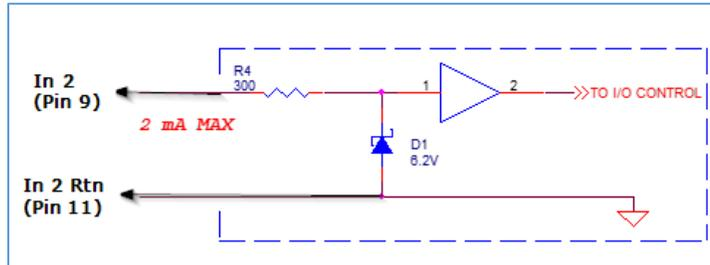 In 2
(Pin 9)
R4
300
2 mA MAX
1
2
TO I/O CONTROL
D1
6.2V
In 2 Rtn
(Pin 11)